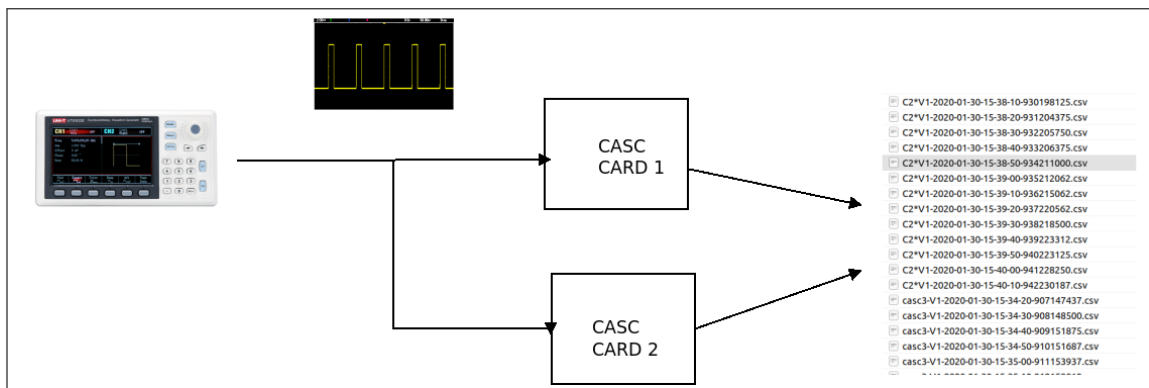 UNI-T
CH1
CH2
CASC
CARD 1
CASC
CARD 2
C2*V1-2020-01-30-15-38-10-930198125.csv
C2*V1-2020-01-30-15-38-20-931204375.csv
C2*V1-2020-01-30-15-38-30-932205750.csv
C2*V1-2020-01-30-15-38-40-933206375.csv
C2*V1-2020-01-30-15-38-50-934211000.csv
C2*V1-2020-01-30-15-39-00-935212062.csv
C2*V1-2020-01-30-15-39-10-936215062.csv
C2*V1-2020-01-30-15-39-20-937220562.csv
C2*V1-2020-01-30-15-39-30-938218500.csv
C2*V1-2020-01-30-15-39-40-939223312.csv
C2*V1-2020-01-30-15-39-50-940223125.csv
C2*V1-2020-01-30-15-40-00-941228250.csv
C2*V1-2020-01-30-15-40-10-942230187.csv
casc3-V1-2020-01-30-15-34-20-907147437.csv
casc3-V1-2020-01-30-15-34-30-908148500.csv
casc3-V1-2020-01-30-15-34-40-909151875.csv
casc3-V1-2020-01-30-15-34-50-910151687.csv
casc3-V1-2020-01-30-15-35-00-911153937.csv